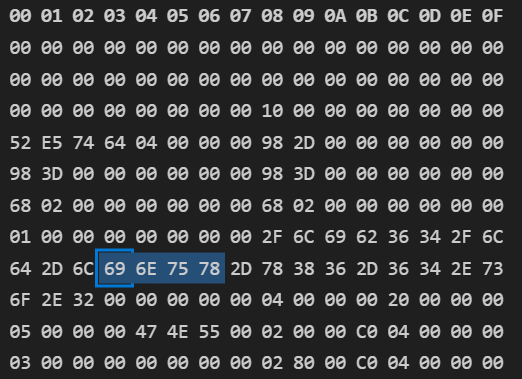 00 01 02 03 04 05 06 07 08 09 0A 0B 0C 0D 0E 0F
00 00 00 00 00 00 00 00 00 00 00 00 00 00 00 00
00 00 00 00 00 00 00 00 00 00 00 00 00 00 00 00
00 00 00 00 00 00 00 00 10 00 00 00 00 00 00 00
52 E5 74 64 04 00 00 00 98 2D 00 00 00 00 00 00
98 3D 00 00 00 00 00 00 98 3D 00 00 00 00 00 00
68 02 00 00 00 00 00 00 68 02 00 00 00 00 00 00
01 00 00 00 00 00 00 00 2F 6C 69 62 36 34 2F 6C
64 2D 6C 69 6E 75 78 2D 78 38 36 2D 36 34 2E 73
6F 2E 32 00 00 00 00 00 04 00 00 00 20 00 00 00
05 00 00 00 47 4E 55 00 02 00 00 C0 04 00 00 00
03 00 00 00 00 00 00 00 02 80 00 C0 04 00 00 00